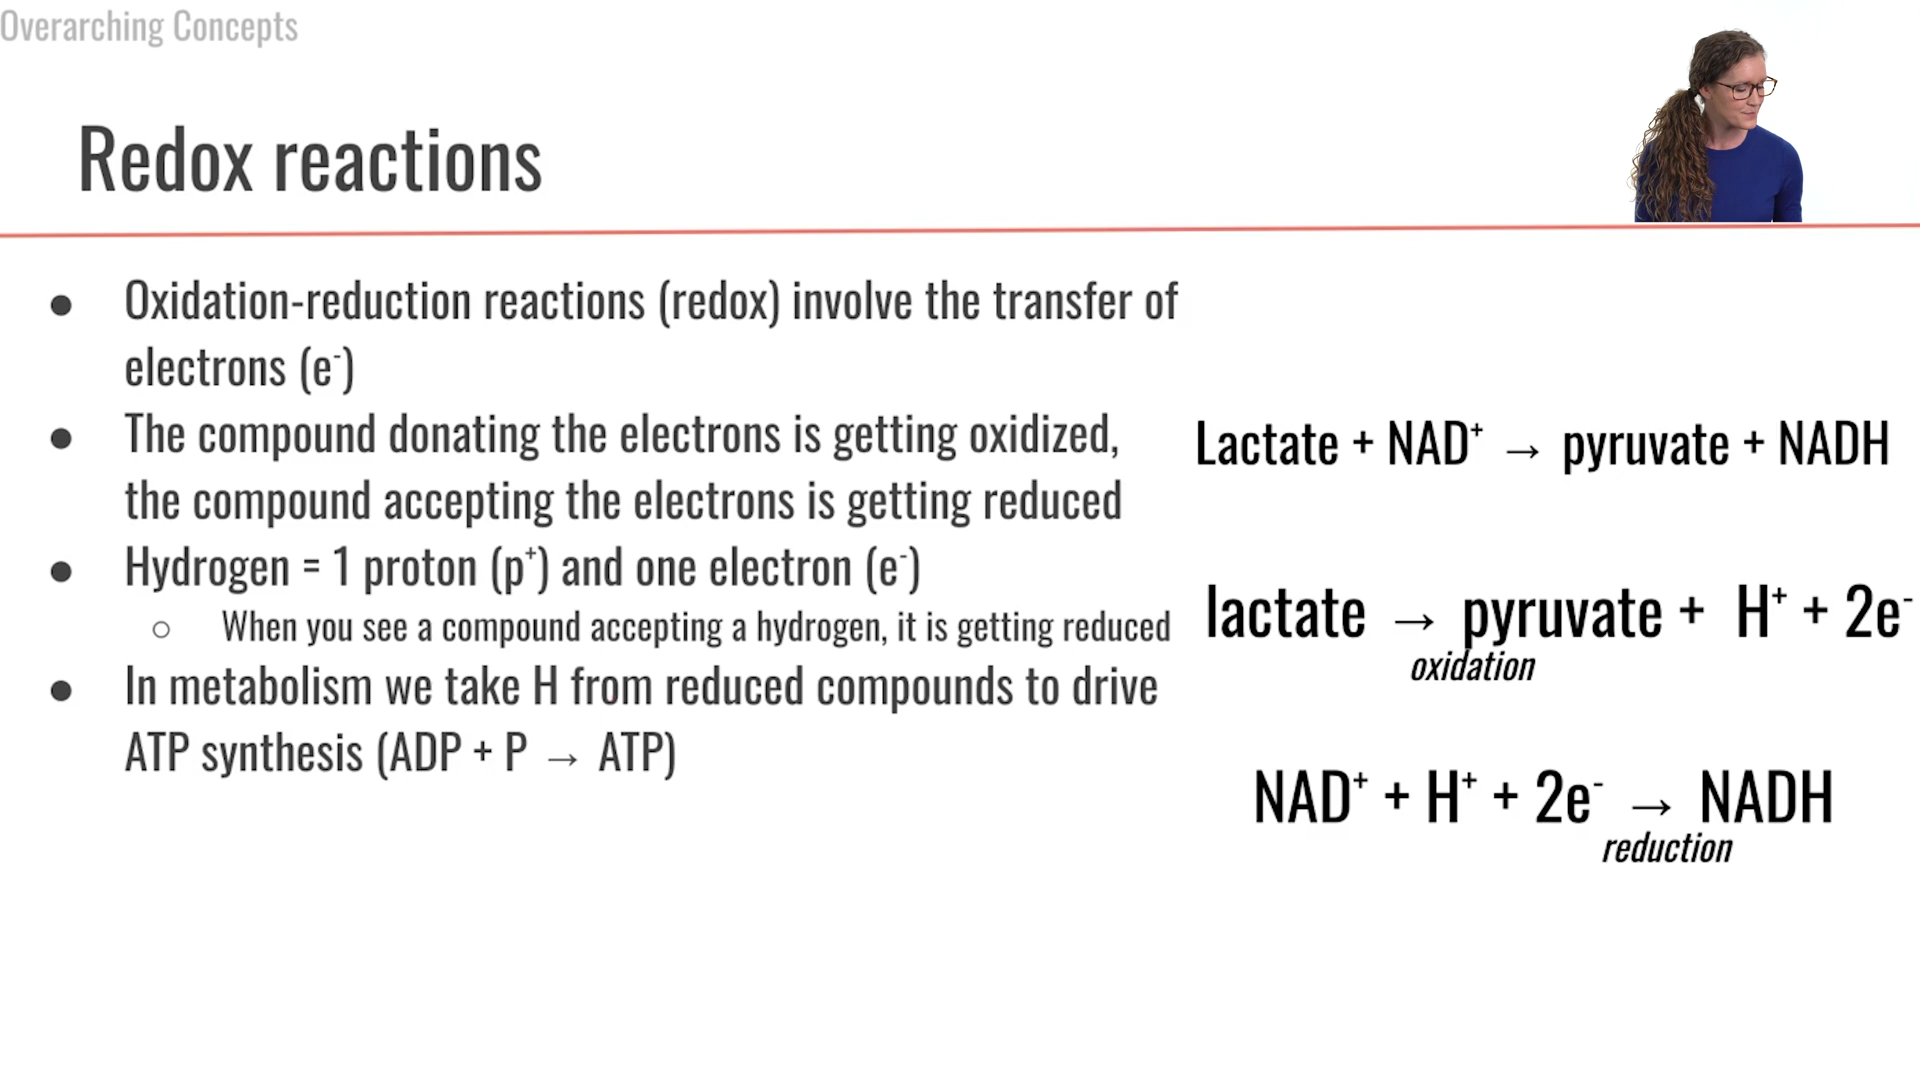 Overarching Concepts
Redox reactions
● Oxidation-reduction reactions (redox) involve the transfer of
electrons (e⁻)
● The compound donating the electrons is getting oxidized,
the compound accepting the electrons is getting reduced
● Hydrogen = 1 proton (p⁺) and one electron (e⁻)
○ When you see a compound accepting a hydrogen, it is getting reduced
● In metabolism we take H from reduced compounds to drive
ATP synthesis (ADP + P → ATP)
Lactate + NAD⁺ → pyruvate + NADH
lactate → pyruvate + H⁺ + 2e⁻
oxidation
NAD⁺ + H⁺ + 2e⁻ → NADH
reduction